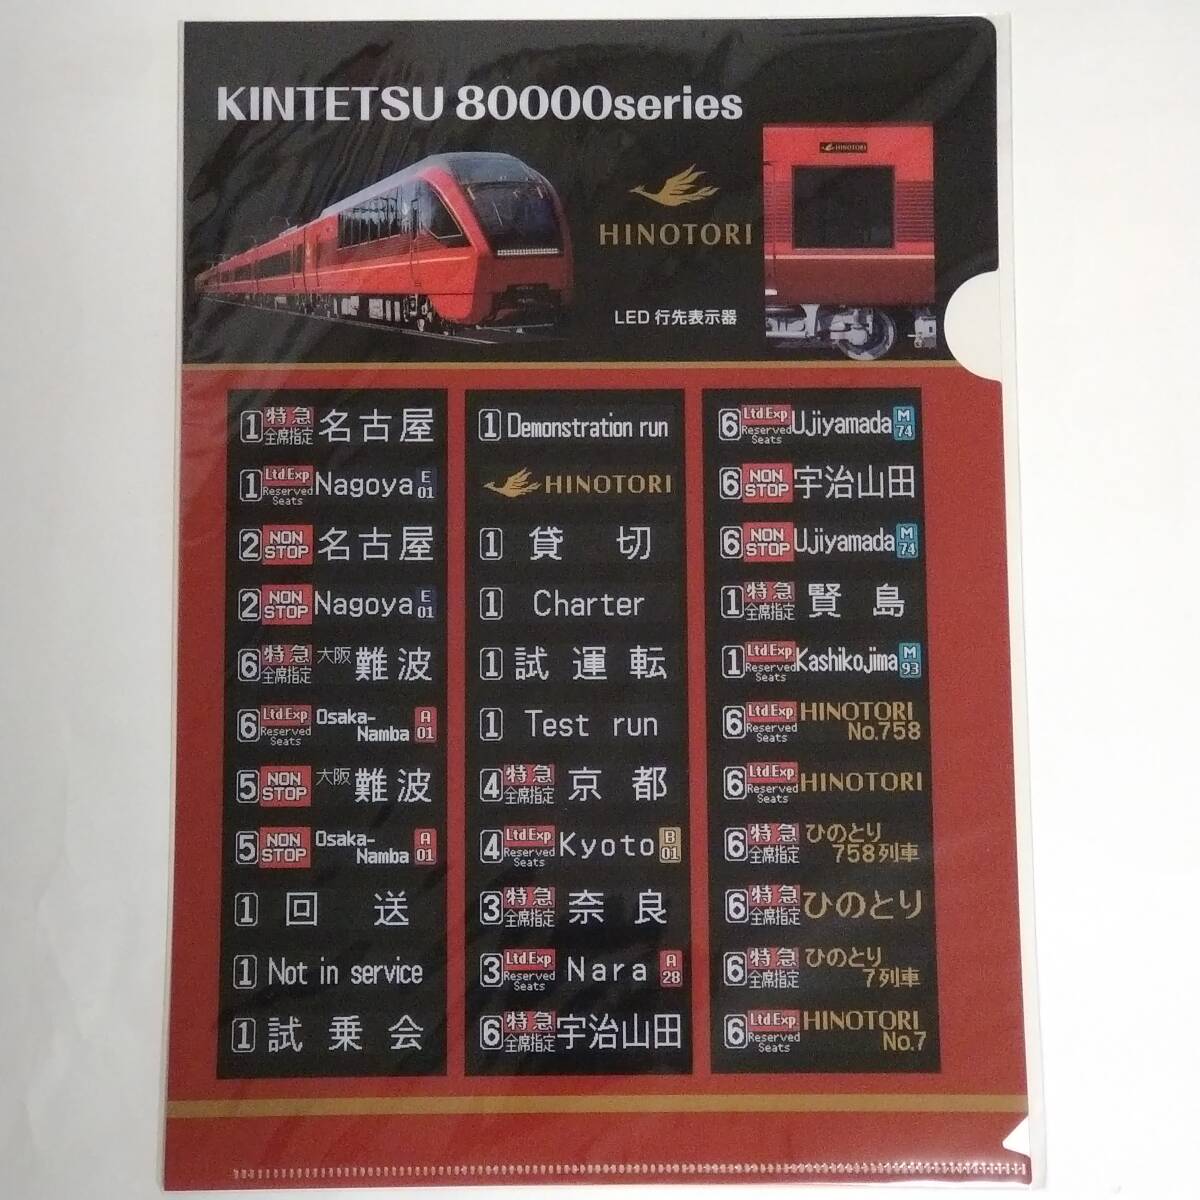 KINTETSU 80000series
HINOTORI
HINOTORI
LED 行先表示器
1 特急 全席指定 名古屋
1 Ltd Exp Reserved Seats Nagoya E 01
2 NON STOP 名古屋
2 NON STOP Nagoya E 01
6 特急 全席指定 大阪 難波
6 Ltd Exp Reserved Seats Osaka-Namba A 01
5 NON STOP 大阪 難波
5 NON STOP Osaka-Namba A 01
1 回 送
1 Not in service
1 試 乗 会
1 Demonstration run
HINOTORI
1 貸 切
1 Charter
1 試 運 転
1 Test run
4 特急 全席指定 京 都
4 Ltd Exp Reserved Seats Kyoto B 01
3 特急 全席指定 奈 良
3 Ltd Exp Reserved Seats Nara A 28
6 特急 全席指定 宇治山田
6 Ltd Exp Reserved Seats Ujiyamada M 74
6 NON STOP 宇治山田
6 NON STOP Ujiyamada M 74
1 特急 全席指定 賢 島
1 Ltd Exp Reserved Seats Kashikojima M 93
6 Ltd Exp Reserved Seats HINOTORI No.758
6 Ltd Exp Reserved Seats HINOTORI
6 特急 全席指定 ひのとり 758列車
6 特急 全席指定 ひのとり
6 特急 全席指定 ひのとり 7列車
6 Ltd Exp Reserved Seats HINOTORI No.7